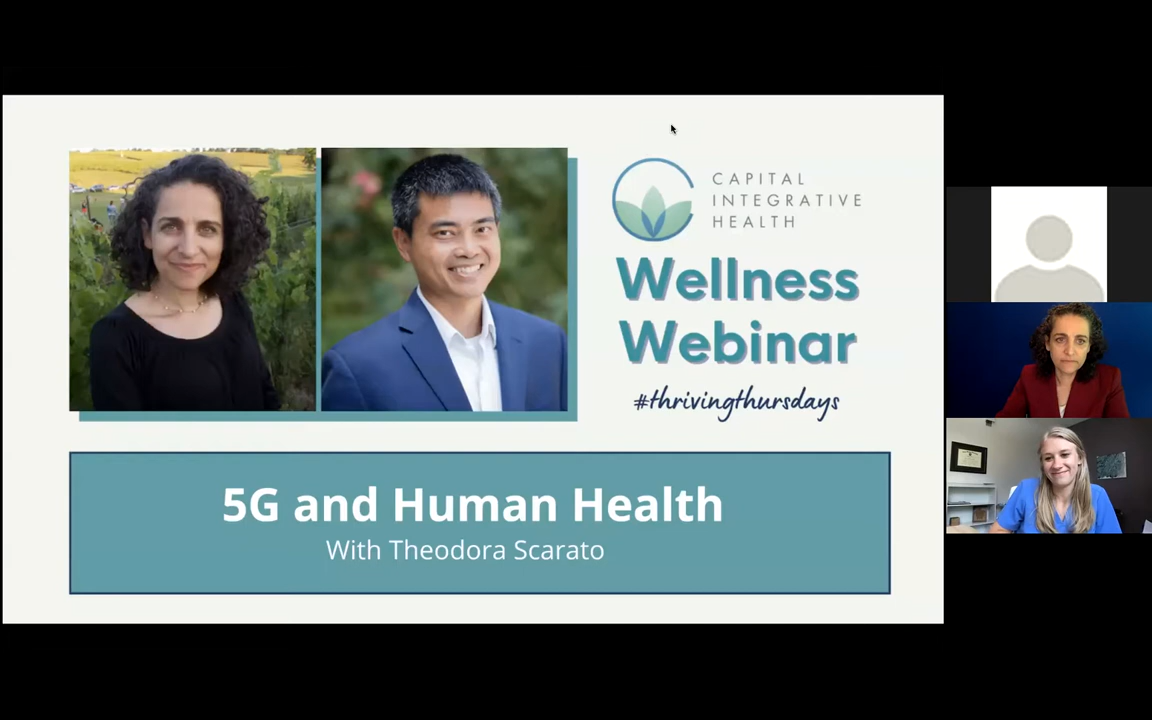 CAPITAL
INTEGRATIVE
HEALTH
Wellness
Webinar
#thrivingthursdays
5G and Human Health
With Theodora Scarato